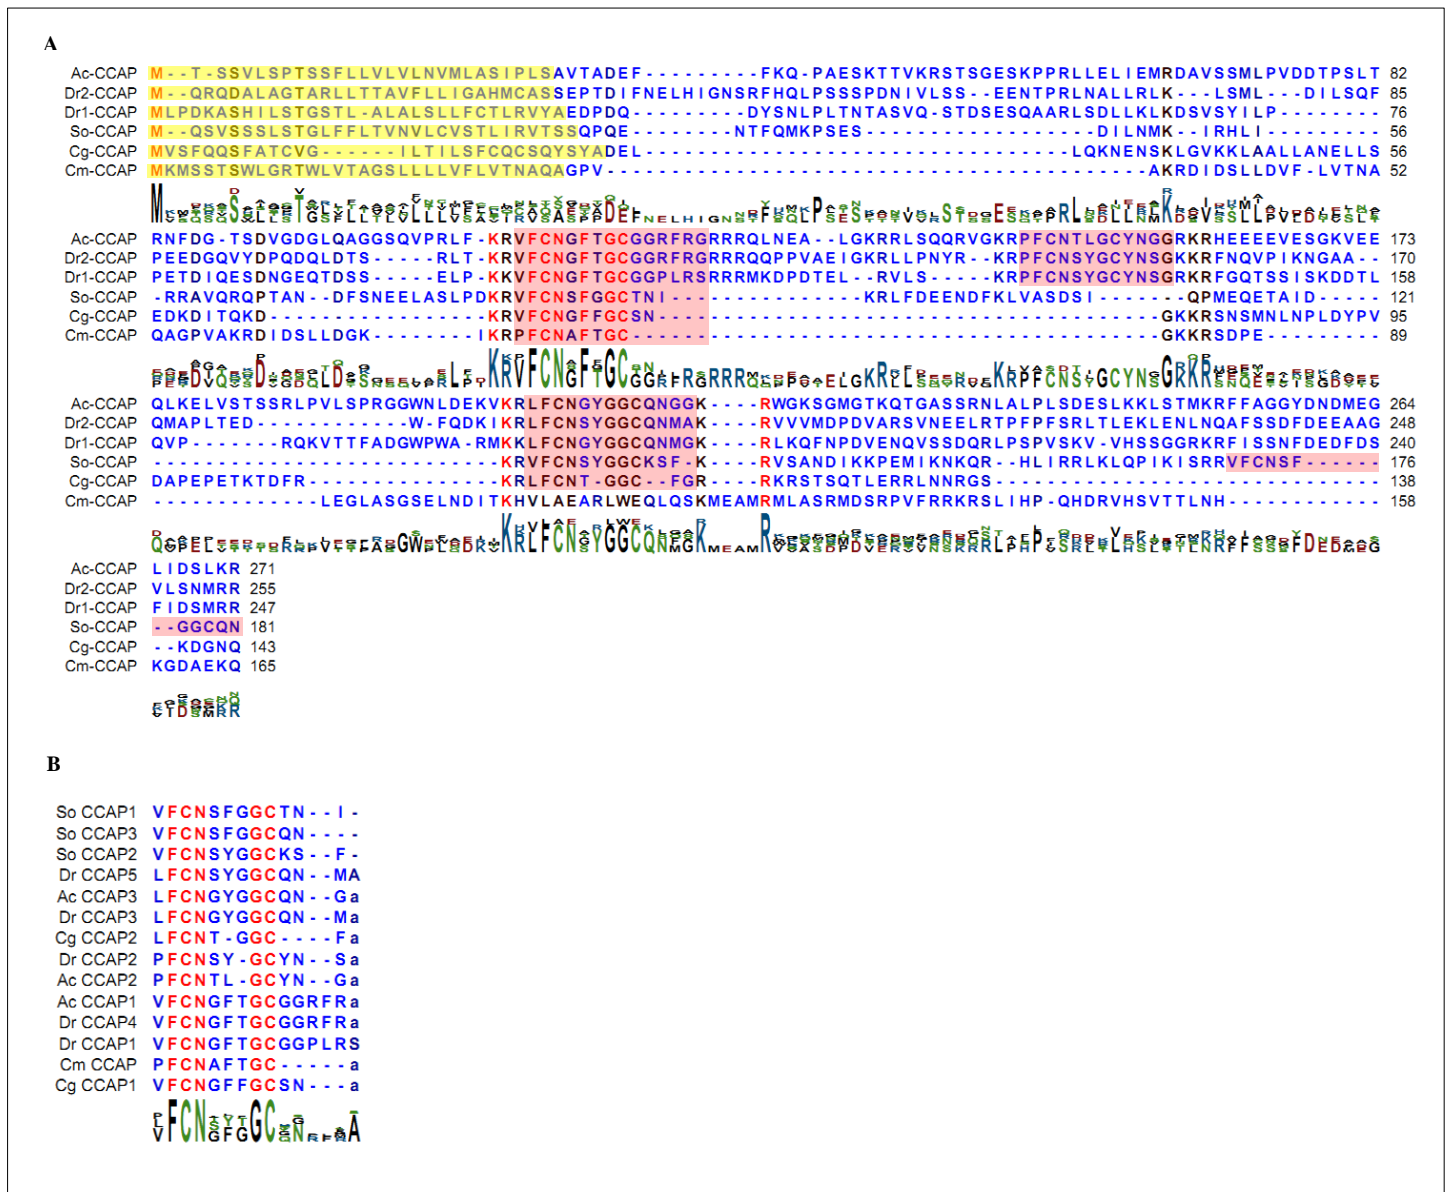 A
Ac-CCAP M--T-SSVLSPTSSFLLVLVLNVMLASIPLSAVTADEF---------FKQ-PAESKTTVKRSTSGESKPPRLLELIEMRDAVSSMLPVDDTPSLT 82
Dr2-CCAP M--QRQDALAGTARLLTTAVFLLIGAHMCASSEPTDIFNELHIGNSRFHQLPSSSPDNIVLSS--EENTPRLNALLRLK---LSML---DILSQF 85
Dr1-CCAP MLPDKASHILSTGSTL-ALALSLLFCTLRVYAEDPDQ---------DYSNLPLTNTASVQ-STDSESQAARLSDLLKLKDSVSYILP------- 76
So-CCAP M--QSVSSSLSTGLFFLTVNVLCVSTLIRVTSSQPQE---------NTFQMKPSES------------------DILNMK---IRHLI------- 56
Cg-CCAP MVSFQQSFATCVG------ILTILSFCQCSQYSYADEL---------------------------------LQKNENSKLGVKKLAALLANELLS 56
Cm-CCAP MKMSSTSWLGRTWLVTAGSLLLLVFLVTNAQAGPV------------------------------------------AKRDIDSLLDVF-LVTNA 52
Ac-CCAP RNFDG-TSDVGDGLQAGGSQVPRLF-KRVFCNGFTGCGGRFRGRRRQLNEA--LGKRRLSQQRVGKRPFCNTLGCYNGGRKRHEEEEVESGKVEE 173
Dr2-CCAP PEEDGQVYDPQDQLDTS-----RLT-KRVFCNGFTGCGGRFRGRRRQQPPVAEIGKRLLPNYR--KRPFCNSYGCYNSGKKRFNQVPIKNGAA-- 170
Dr1-CCAP PETDIQESDNGEQTDSS-----ELP-KRVFCNGFTGCGGPLRSRRRMKDPDTEL--RVLS----KRPFCNSYGCYNSGRKRFGQTSSISKDDTL 158
So-CCAP -RRAVQRQPTAN--DFSNEELASLPDKRVFCNSFGGCTNI---------------KRLFDEENDFKLVASDSI-------QPMEQETAID----- 121
Cg-CCAP EDKDITQKD-----------------KRVFCNGFFGCSN---------------------------------------GKKRSNSMNLNPLDYPV 95
Cm-CCAP QAGPVAKRDIDSLLDGK------IKRPFCNAFTGC-----------------------------------------GKKRSDPE---------- 89
Ac-CCAP QLKELVSTSSRLPVLSPRGGWNLDEKVKRLFCNGYGGCQNGGK----RWGKSGMGTKQTGASSRNLALPLSDESLKKLSTMKRFFAGGYDNDMEG 264
Dr2-CCAP QMAPLTED------------W-FQDKIKRLFCNGYGGCQNMAK----RVVVMDPDVARSVNEELRTPFPFSRLTLEKLENLNQAFSSDFDEEAAG 248
Dr1-CCAP QVP-------RQKVTTFADGWPWA-RMKKLFCNGYGGCQNMGK----RLKQFNPDVENQVSSDQRLPSPVSKV-VHSSGGRKRFISSNFDEDFDS 240
So-CCAP ---------------------------KRVFCNSYGGCKSF-K----RVSANDIKKPEMIKNKQR--HLIRRLKLQPIKISRRVFCNSF------ 176
Cg-CCAP DAPEPETKTDFR---------------KRLFCNT-GGC--FGR----RKRSTSQTLERRLNNRGS------------------------------ 138
Cm-CCAP -------------LEGLASGSELNDITKHVLAEARLWEQLQSKMEAMRMLASRMDSRPVFRRKRSLIHP-QHDRVHSVTTLNH------------ 158
Ac-CCAP LIDSLKR 271
Dr2-CCAP VLSNMRR 255
Dr1-CCAP FIDSMRR 247
So-CCAP --GGCQN 181
Cg-CCAP --KDGNQ 143
Cm-CCAP KGDAEKQ 165
B
So CCAP1 VFCNSFGGCTN--I-
So CCAP3 VFCNSFGGCQN----
So CCAP2 VFCNSYGGCKS--F-
Dr CCAP5 LFCNSYGGCQN--MA
Ac CCAP3 LFCNGYGGCQN--Ga
Dr CCAP3 LFCNGYGGCQN--Ma
Cg CCAP2 LFCNT-GGC----Fa
Dr CCAP2 PFCNSY-GCYN--Sa
Ac CCAP2 PFCNTL-GCYN--Ga
Ac CCAP1 VFCNGFTGCGGRFRa
Dr CCAP4 VFCNGFTGCGGRFRa
Dr CCAP1 VFCNGFTGCGGPLRS
Cm CCAP PFCNAFTGC-----a
Cg CCAP1 VFCNGFFGCSN---a